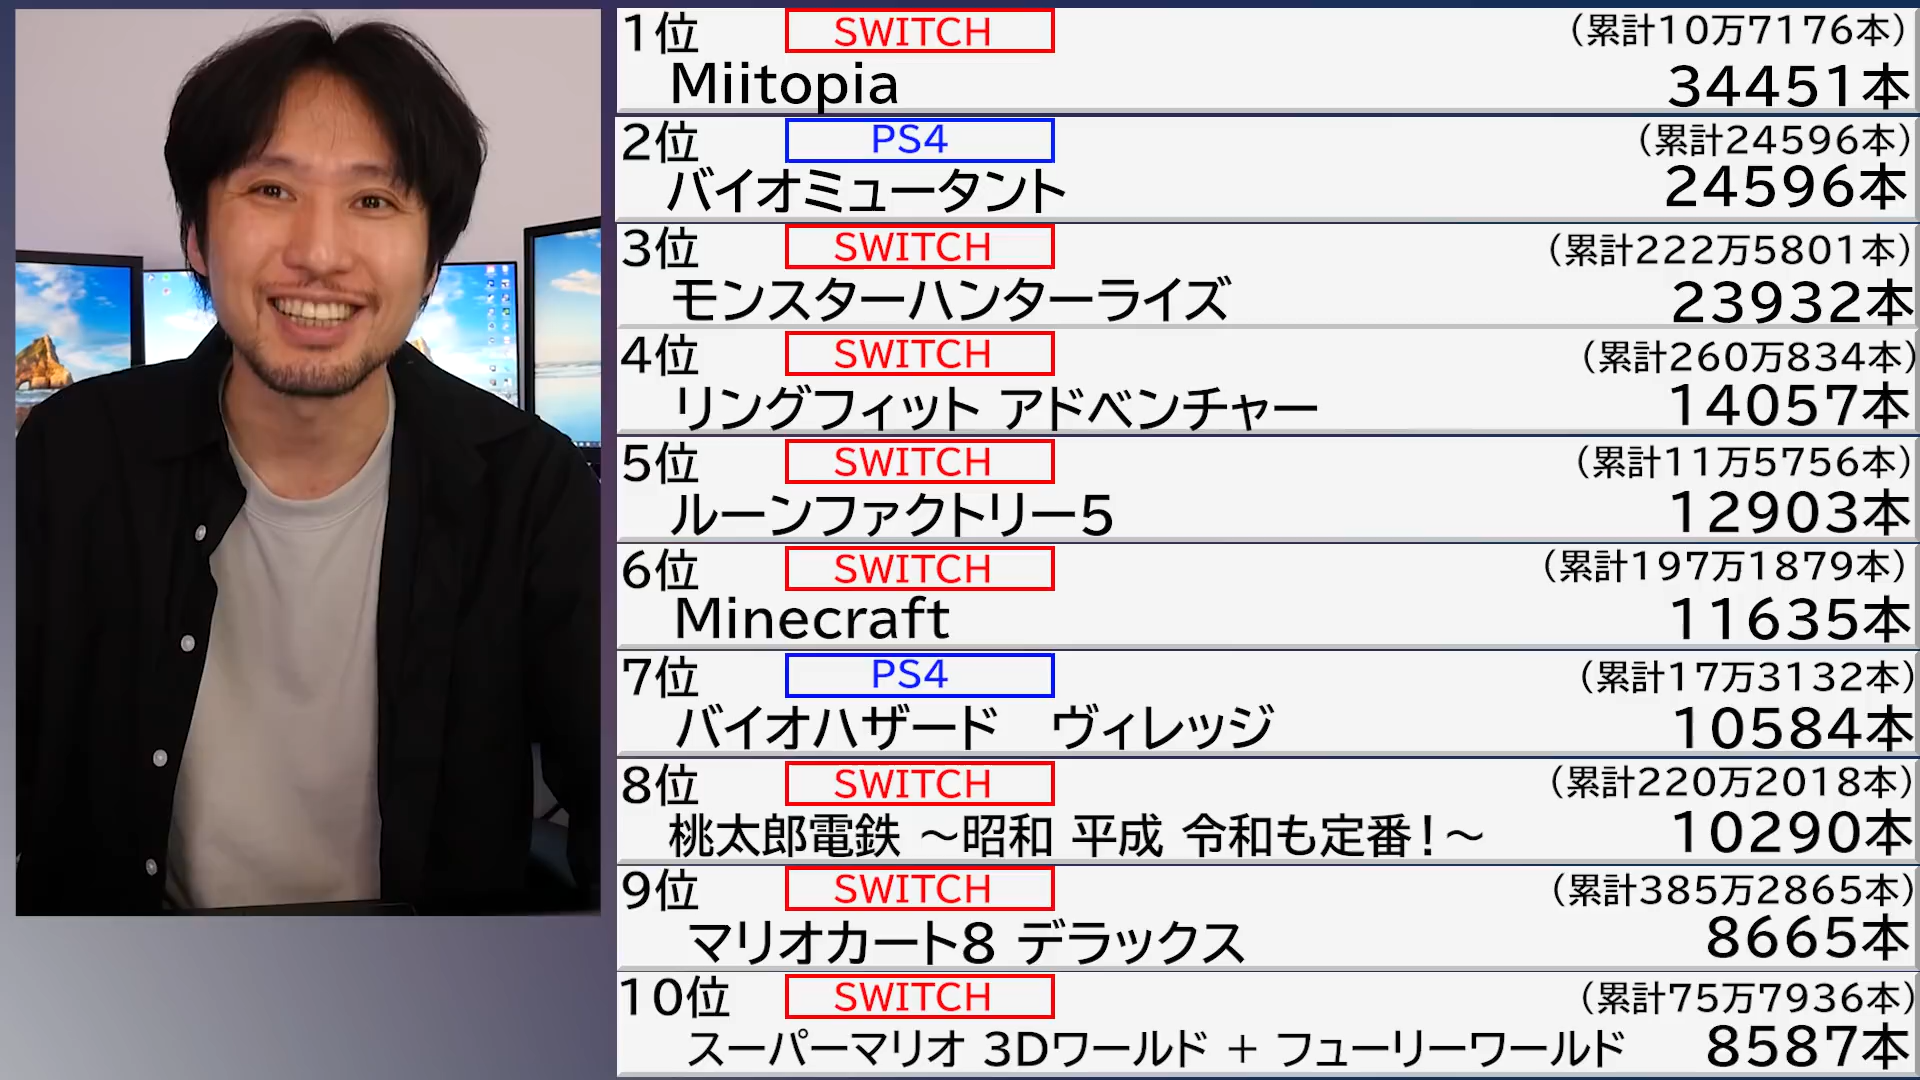 1位 SWITCH （累計10万7176本）
Miitopia 34451本
2位 PS4 （累計24596本）
バイオミュータント 24596本
3位 SWITCH （累計222万5801本）
モンスターハンターライズ 23932本
4位 SWITCH （累計260万834本）
リングフィット アドベンチャー 14057本
5位 SWITCH （累計11万5756本）
ルーンファクトリー5 12903本
6位 SWITCH （累計197万1879本）
Minecraft 11635本
7位 PS4 （累計17万3132本）
バイオハザード　ヴィレッジ 10584本
8位 SWITCH （累計220万2018本）
桃太郎電鉄 ～昭和 平成 令和も定番！～ 10290本
9位 SWITCH （累計385万2865本）
マリオカート8 デラックス 8665本
10位 SWITCH （累計75万7936本）
スーパーマリオ 3Dワールド + フューリーワールド 8587本